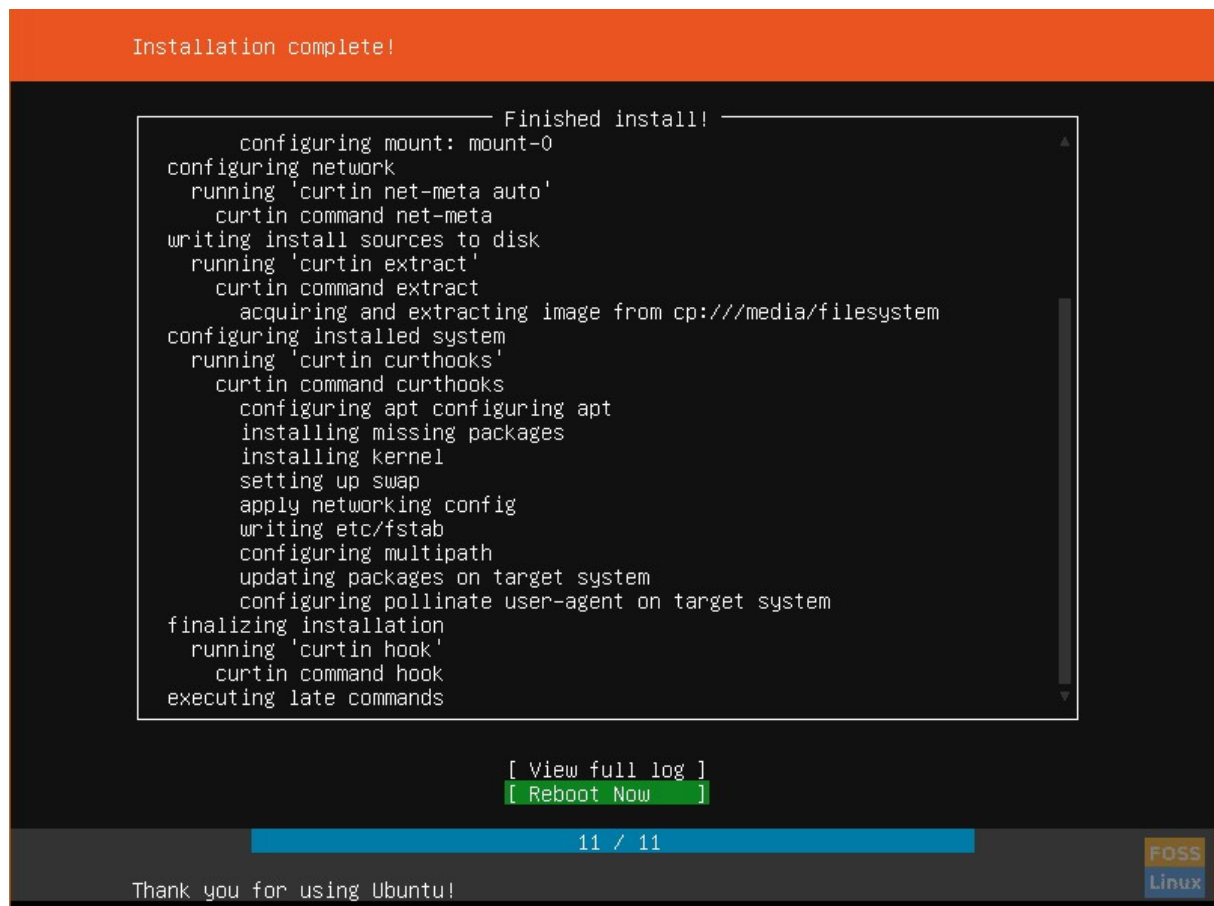 Installation complete!
Finished install!
configuring mount: mount-0
configuring network
running 'curtin net-meta auto'
curtin command net-meta
writing install sources to disk
running 'curtin extract'
curtin command extract
acquiring and extracting image from cp:///media/filesystem
configuring installed system
running 'curtin curthooks'
curtin command curthooks
configuring apt configuring apt
installing missing packages
installing kernel
setting up swap
apply networking config
writing etc/fstab
configuring multipath
updating packages on target system
configuring pollinate user-agent on target system
finalizing installation
running 'curtin hook'
curtin command hook
executing late commands
[ View full log ]
[ Reboot Now ]
11 / 11
Thank you for using Ubuntu!
FOSS
Linux